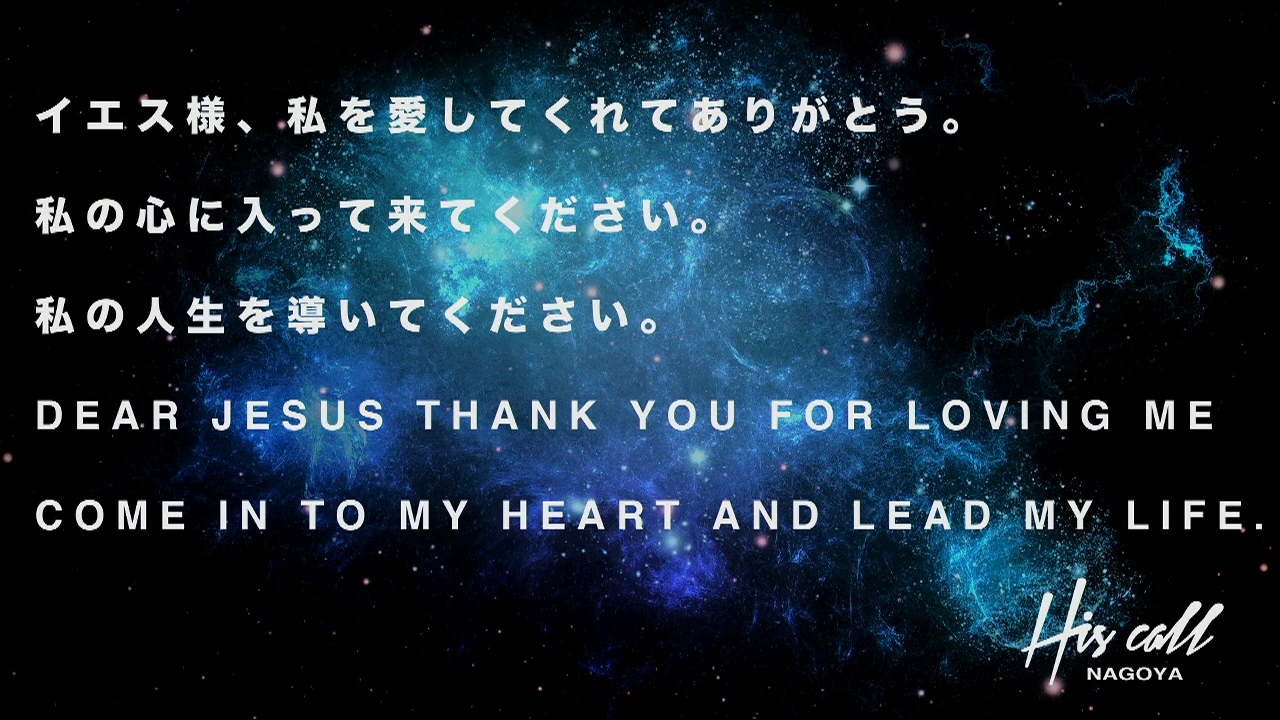 イエス様、私を愛してくれてありがとう。
私の心に入って来てください。
私の人生を導いてください。
DEAR JESUS THANK YOU FOR LOVING ME
COME IN TO MY HEART AND LEAD MY LIFE.
His call
NAGOYA